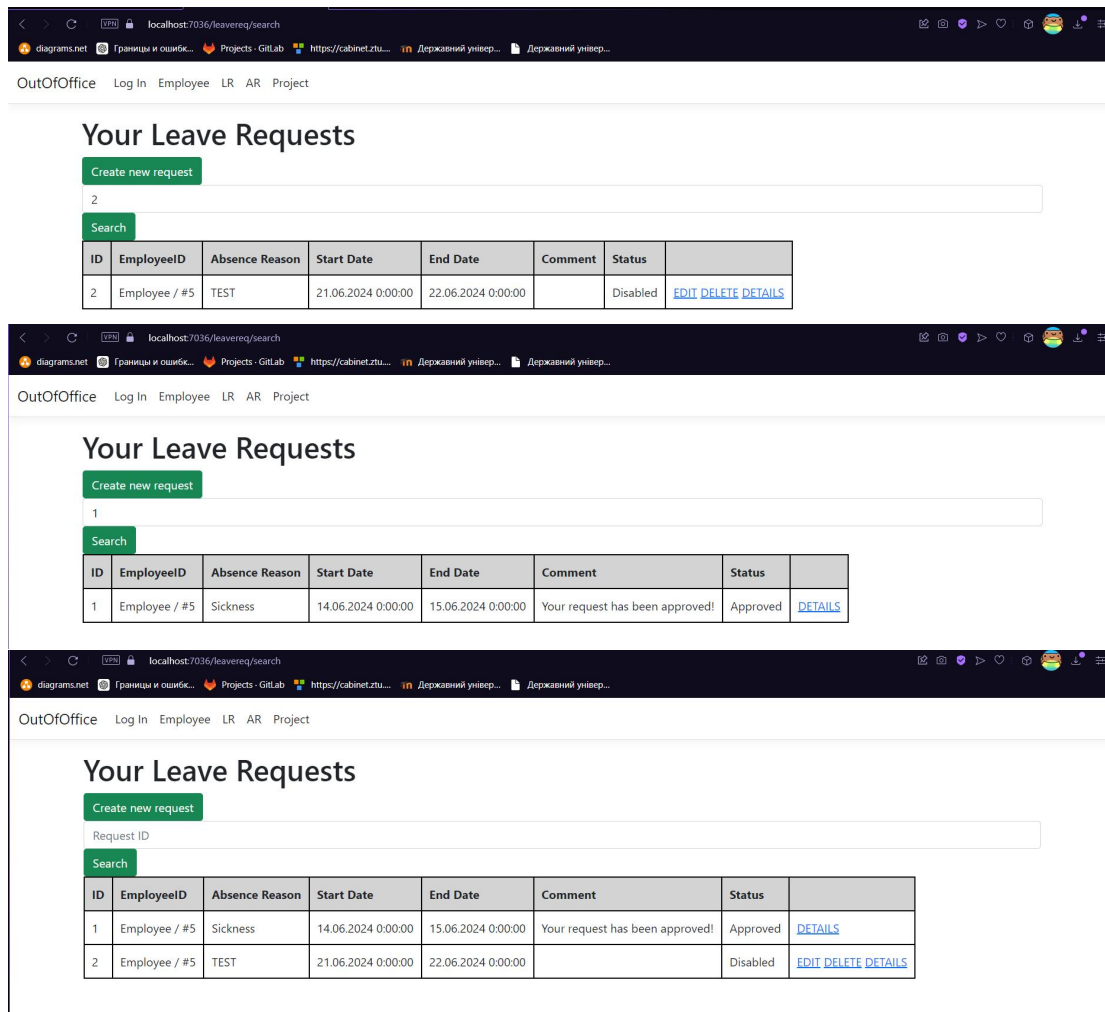 VPN localhost:7036/leavereq/search
diagrams.net Границы и ошибк... Projects · GitLab https://cabinet.ztu.... Державний універ... Державний універ...
OutOfOffice Log In Employee LR AR Project
Your Leave Requests
Create new request
2
Search
ID EmployeeID Absence Reason Start Date End Date Comment Status
2 Employee / #5 TEST 21.06.2024 0:00:00 22.06.2024 0:00:00 Disabled EDIT DELETE DETAILS
VPN localhost:7036/leavereq/search
diagrams.net Границы и ошибк... Projects · GitLab https://cabinet.ztu.... Державний універ... Державний універ...
OutOfOffice Log In Employee LR AR Project
Your Leave Requests
Create new request
1
Search
ID EmployeeID Absence Reason Start Date End Date Comment Status
1 Employee / #5 Sickness 14.06.2024 0:00:00 15.06.2024 0:00:00 Your request has been approved! Approved DETAILS
VPN localhost:7036/leavereq/search
diagrams.net Границы и ошибк... Projects · GitLab https://cabinet.ztu.... Державний універ... Державний універ...
OutOfOffice Log In Employee LR AR Project
Your Leave Requests
Create new request
Request ID
Search
ID EmployeeID Absence Reason Start Date End Date Comment Status
1 Employee / #5 Sickness 14.06.2024 0:00:00 15.06.2024 0:00:00 Your request has been approved! Approved DETAILS
2 Employee / #5 TEST 21.06.2024 0:00:00 22.06.2024 0:00:00 Disabled EDIT DELETE DETAILS